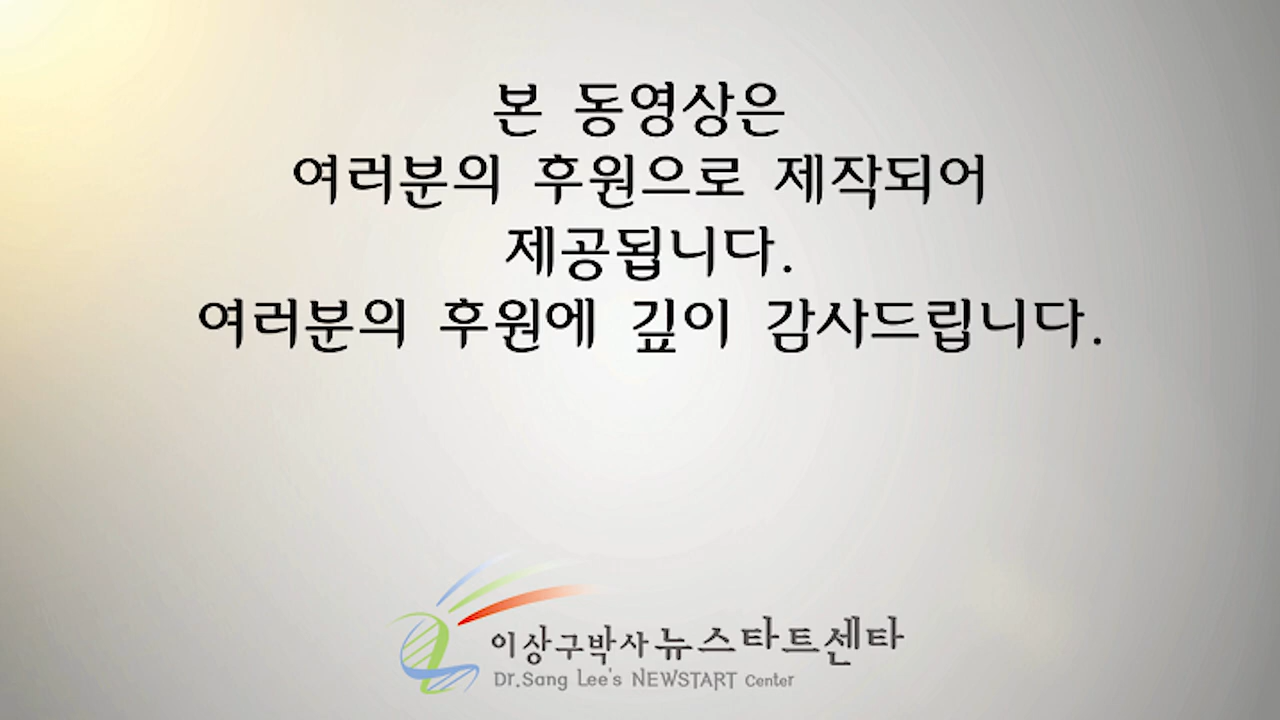 본 동영상은
여러분의 후원으로 제작되어
제공됩니다.
여러분의 후원에 깊이 감사드립니다.
이상구박사 뉴스타트센타
Dr.Sang Lee's NEWSTART Center